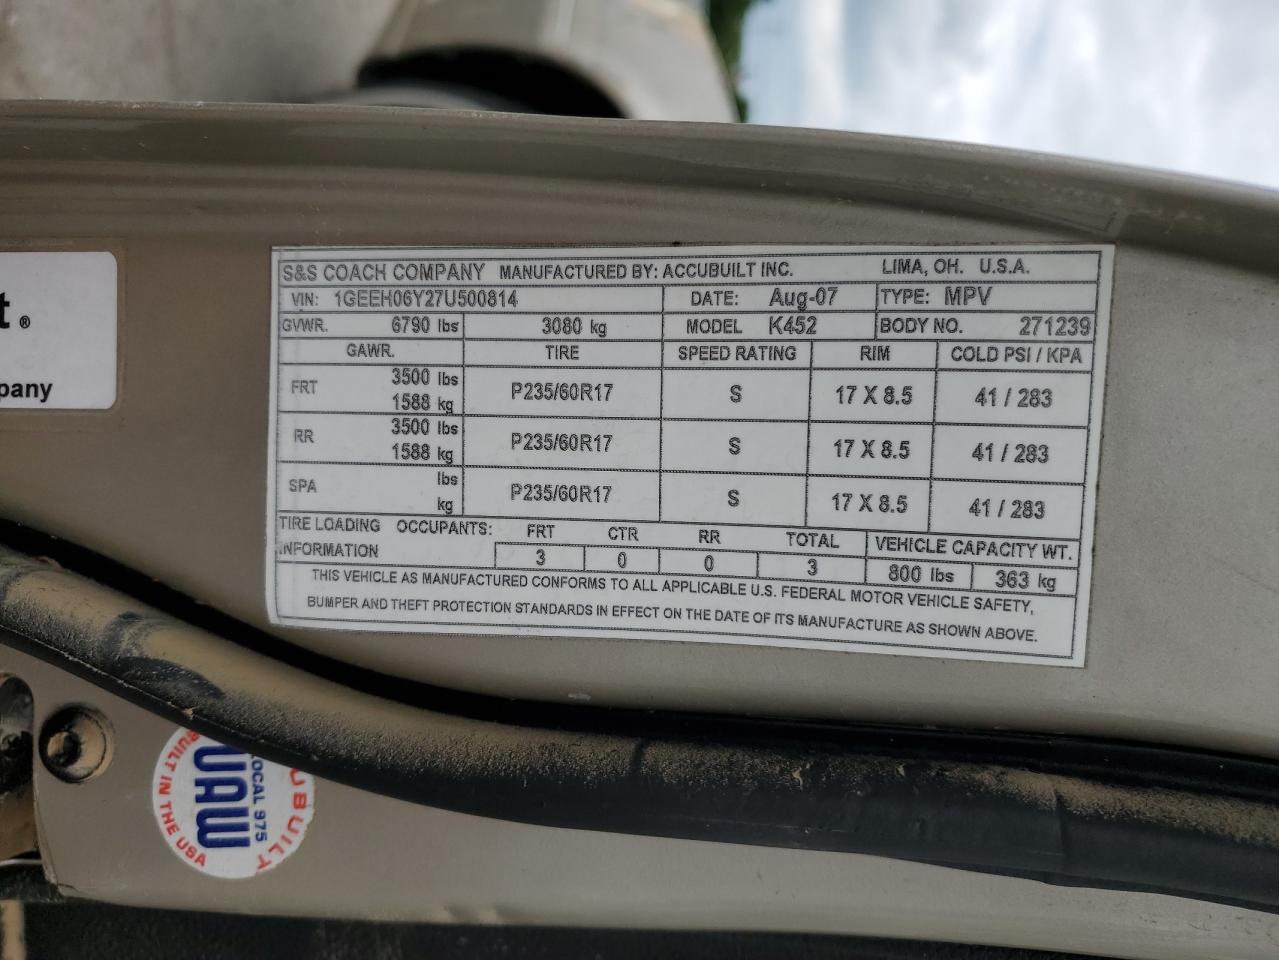 t ®
pany
S&S COACH COMPANY MANUFACTURED BY: ACCUBUILT INC. LIMA, OH. U.S.A.
VIN: 1GEEH06Y27U500814 DATE: Aug-07 TYPE: MPV
GVWR. 6790 lbs 3080 kg MODEL K452 BODY NO. 271239
GAWR. TIRE SPEED RATING RIM COLD PSI / KPA
FRT 3500 lbs 1588 kg P235/60R17 S 17 X 8.5 41 / 283
RR 3500 lbs 1588 kg P235/60R17 S 17 X 8.5 41 / 283
SPA lbs kg P235/60R17 S 17 X 8.5 41 / 283
TIRE LOADING OCCUPANTS: FRT CTR RR TOTAL VEHICLE CAPACITY WT.
INFORMATION 3 0 0 3 800 lbs 363 kg
THIS VEHICLE AS MANUFACTURED CONFORMS TO ALL APPLICABLE U.S. FEDERAL MOTOR VEHICLE SAFETY,
BUMPER AND THEFT PROTECTION STANDARDS IN EFFECT ON THE DATE OF ITS MANUFACTURE AS SHOWN ABOVE.
UBUILT
LOCAL 975
UAW
BUILT IN THE USA